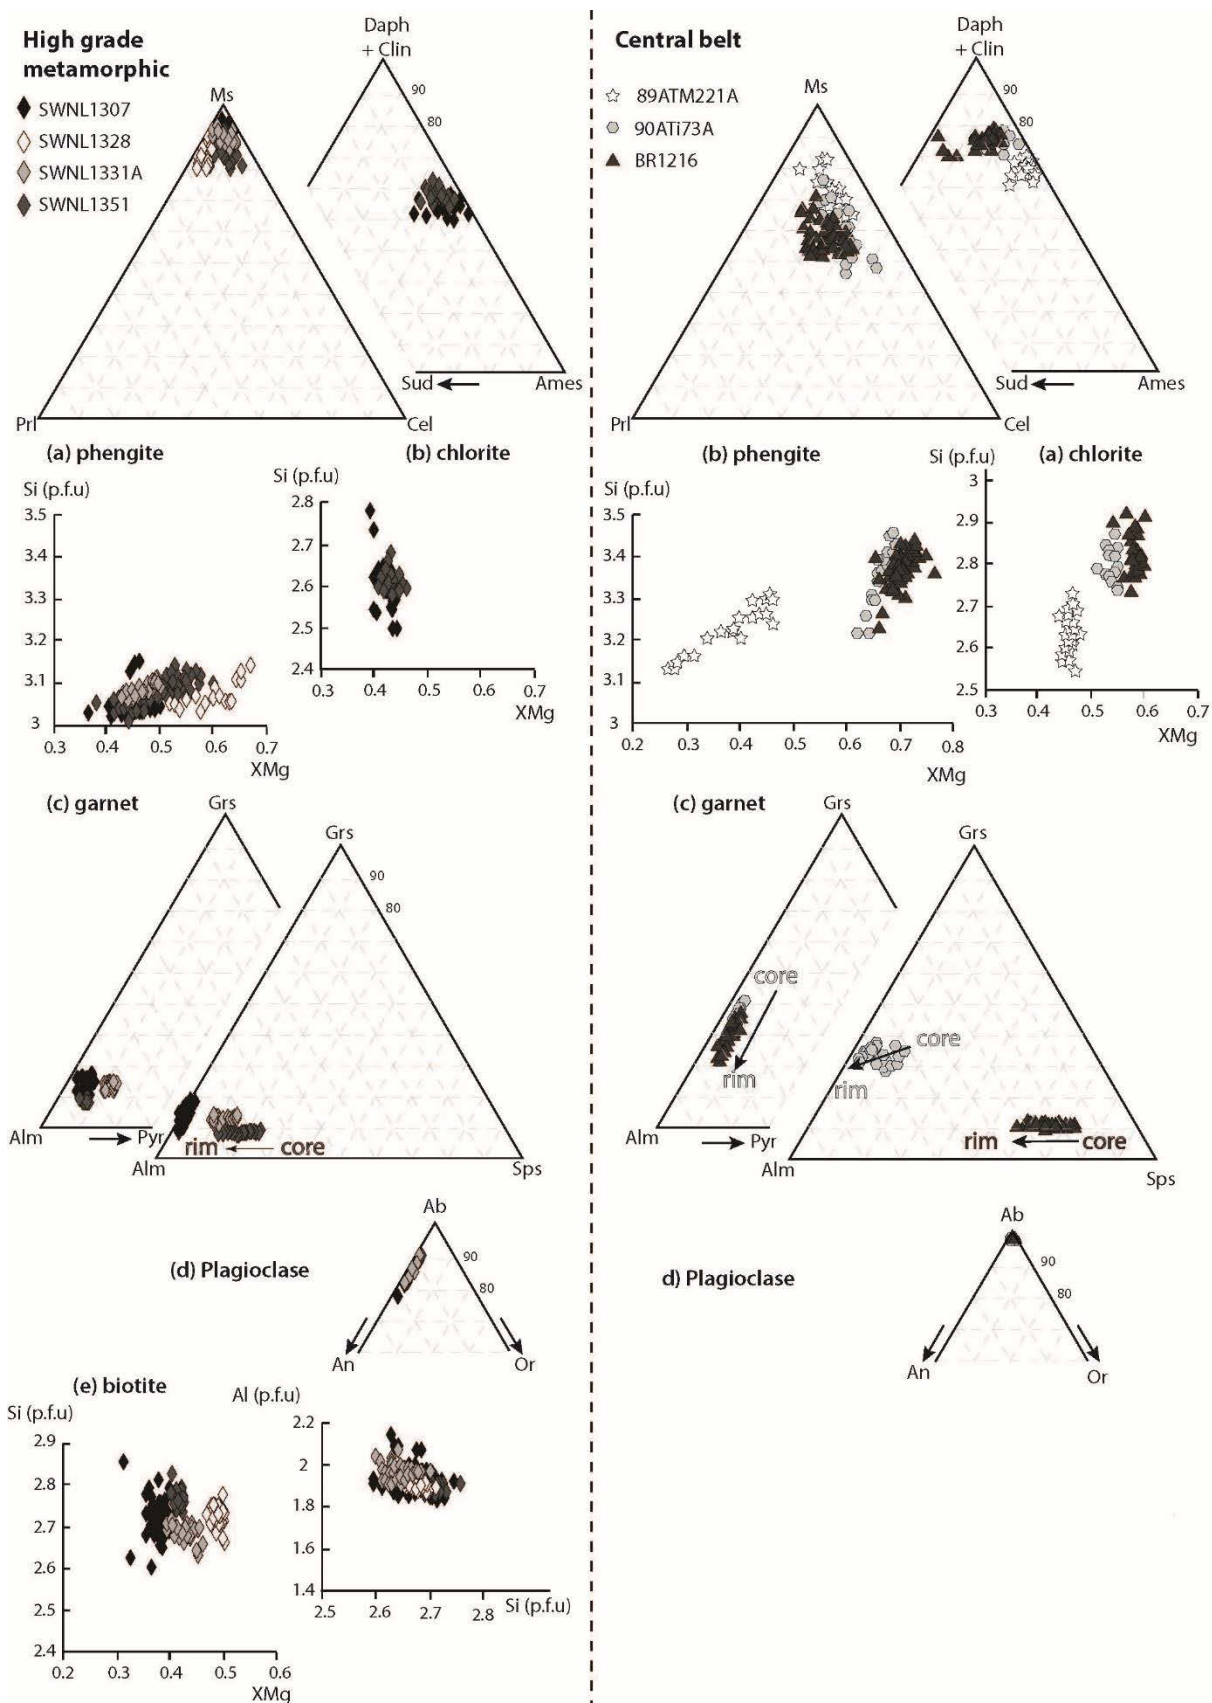 High grade
metamorphic
SWNL1307
SWNL1328
SWNL1331A
SWNL1351
Ms
Prl
Cel
Daph
+ Clin
90
80
Sud
Ames
(a) phengite
(b) chlorite
Si (p.f.u)
3.5
3.4
3.3
3.2
3.1
3
0.3
0.4
0.5
0.6
0.7
XMg
Si (p.f.u)
2.8
2.7
2.6
2.5
2.4
0.3
0.4
0.5
0.6
0.7
XMg
(c) garnet
Grs
Alm
Pyr
Grs
90
80
rim
core
Alm
Sps
(d) Plagioclase
Ab
90
80
An
Or
(e) biotite
Si (p.f.u)
2.9
2.8
2.7
2.6
2.5
2.4
0.2
0.3
0.4
0.5
0.6
XMg
Al (p.f.u)
2.2
2
1.8
1.6
1.4
2.5
2.6
2.7
2.8
Si (p.f.u)
Central belt
89ATM221A
90ATi73A
BR1216
Ms
Prl
Cel
Daph
+ Clin
90
80
Sud
Ames
(b) phengite
(a) chlorite
Si (p.f.u)
3.5
3.4
3.3
3.2
3.1
3
0.2
0.3
0.4
0.5
0.6
0.7
0.8
XMg
Si (p.f.u)
3
2.9
2.8
2.7
2.6
2.5
0.3
0.4
0.5
0.6
0.7
XMg
(c) garnet
Grs
core
rim
Alm
Pyr
Grs
core
rim
rim
core
Alm
Sps
d) Plagioclase
Ab
90
80
An
Or